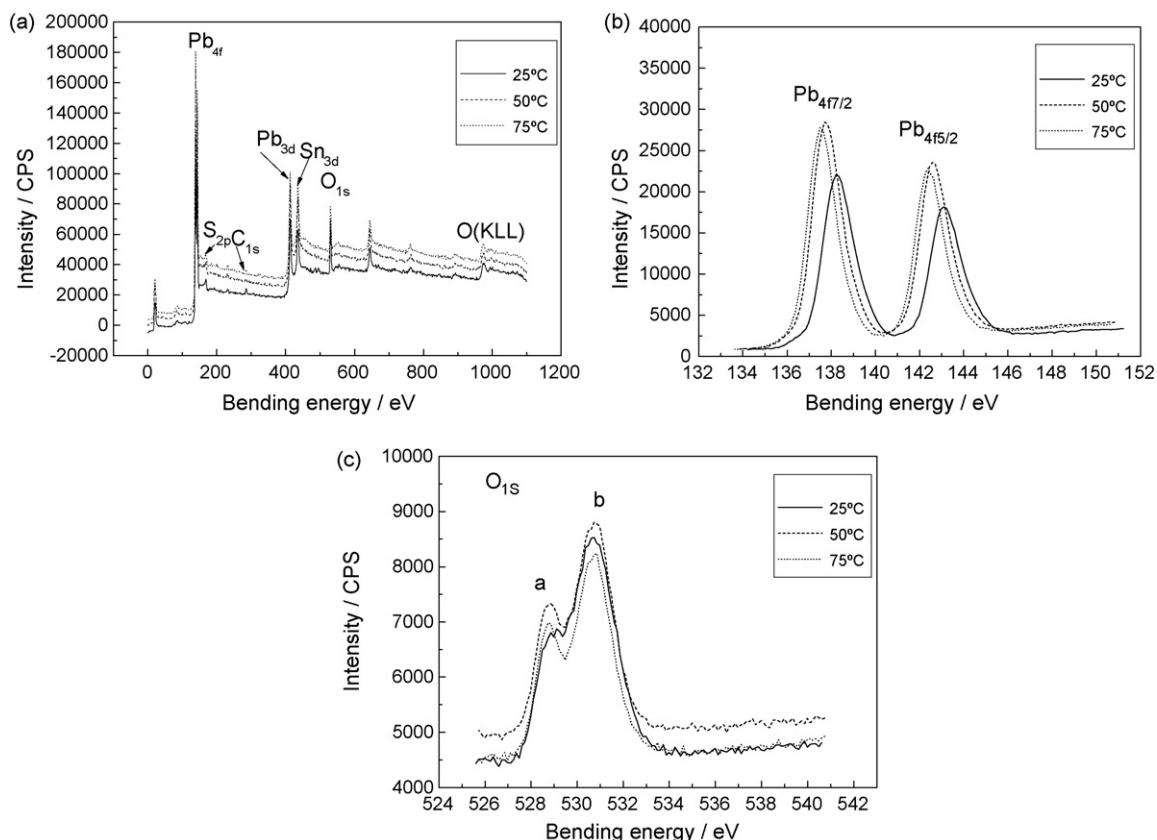 (a)
200000
180000
160000
140000
120000
100000
80000
60000
40000
20000
0
-20000
Intensity / CPS
Pb4f
Pb3d Sn3d
O1s
S2p C1s
O(KLL)
25ºC
50ºC
75ºC
0 200 400 600 800 1000 1200
Bending energy / eV
(b)
40000
35000
30000
25000
20000
15000
10000
5000
0
Intensity / CPS
Pb4f7/2
Pb4f5/2
25ºC
50ºC
75ºC
132 134 136 138 140 142 144 146 148 150 152
Bending energy / eV
(c)
10000
9000
8000
7000
6000
5000
4000
Intensity / CPS
O1S
a
b
25ºC
50ºC
75ºC
524 526 528 530 532 534 536 538 540 542
Bending energy / eV